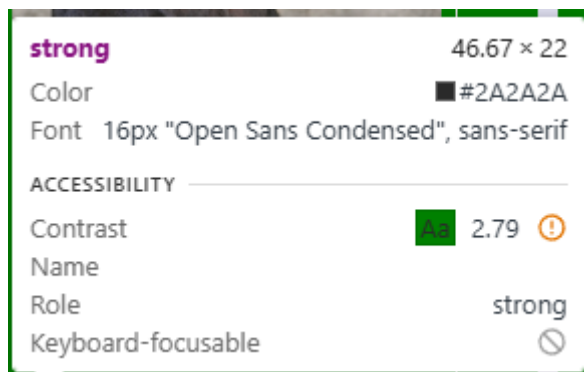 strong 46.67 × 22
Color #2A2A2A
Font 16px "Open Sans Condensed", sans-serif
ACCESSIBILITY
Contrast Aa 2.79
Name
Role strong
Keyboard-focusable